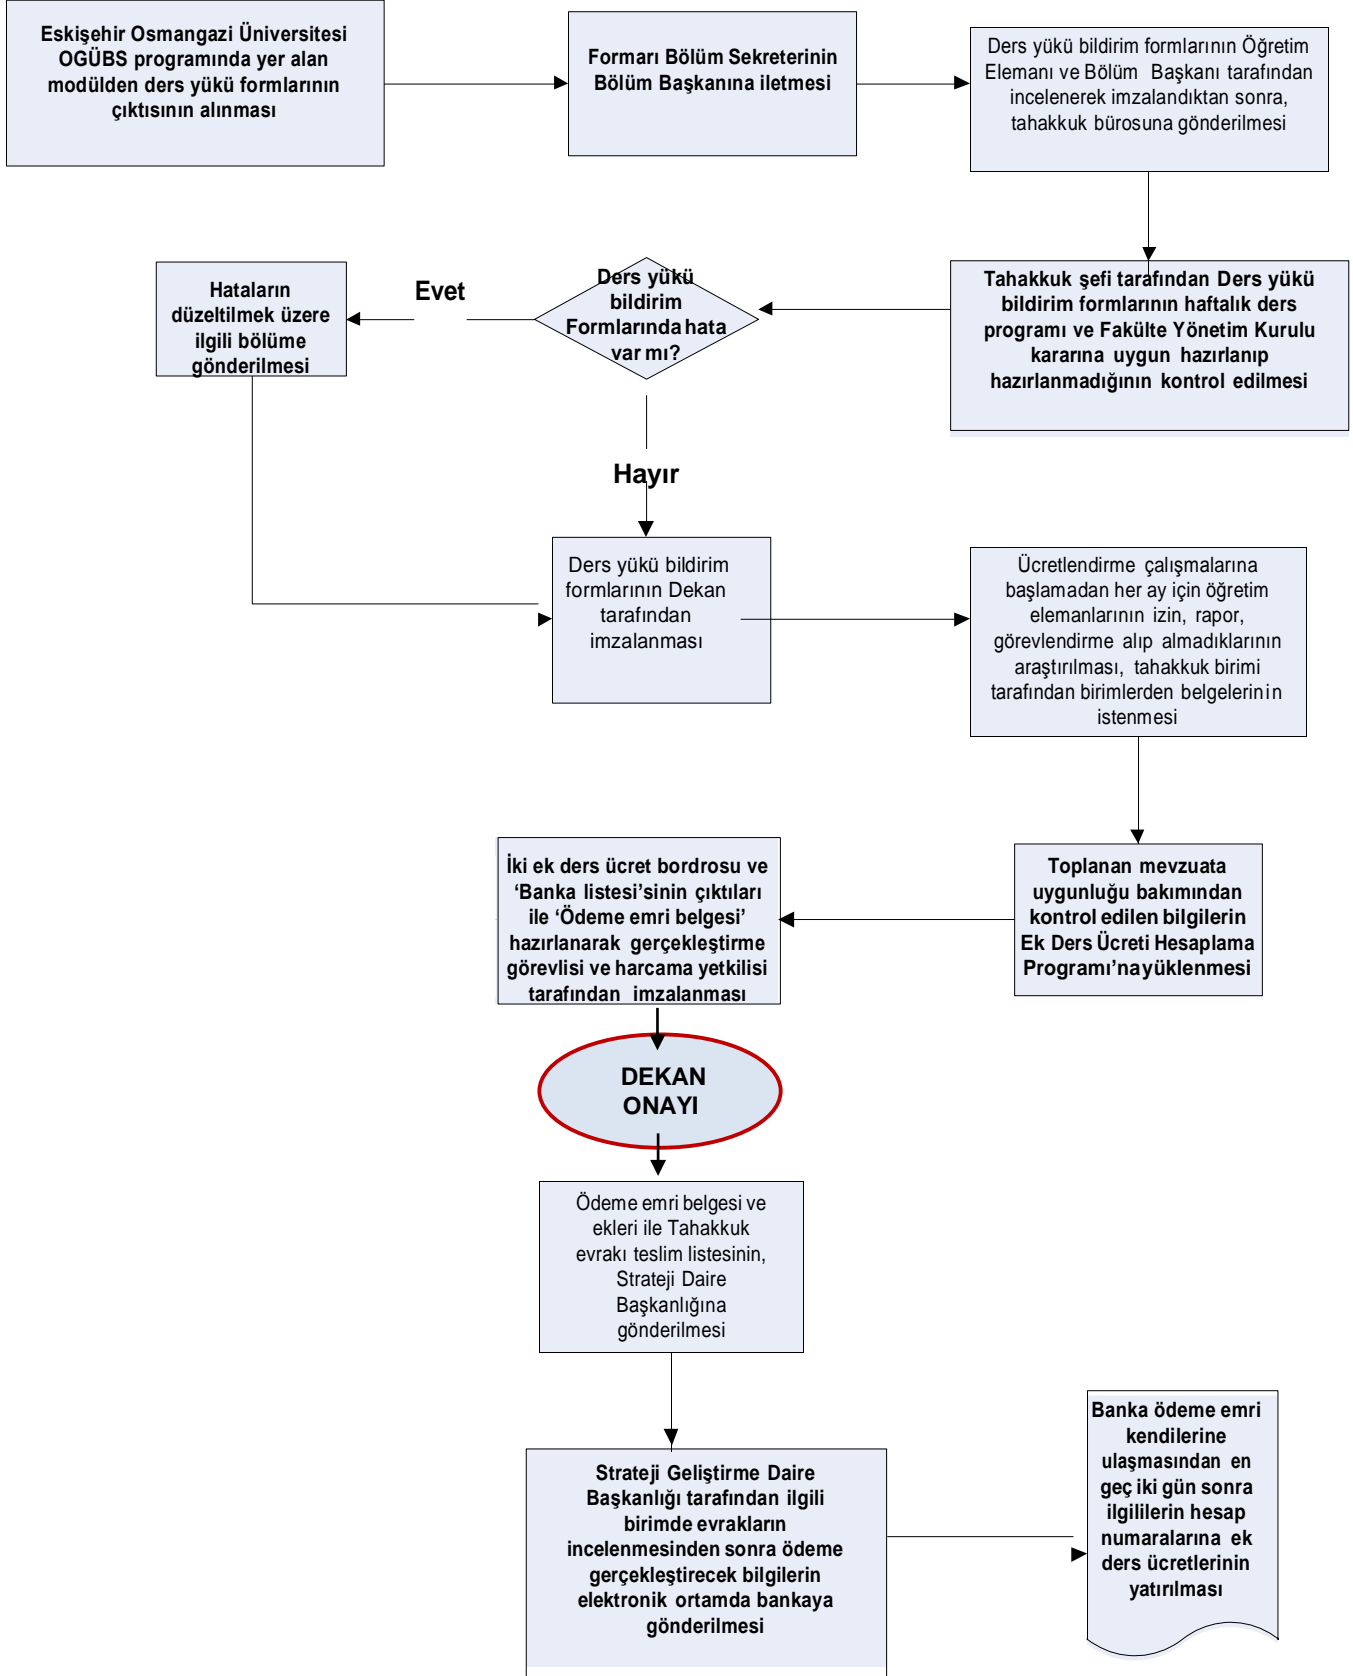 Eskişehir Osmangazi Üniversitesi
OGÜBS programında yer alan
modülden ders yükü formlarının
çıktısının alınması
Formarı Bölüm Sekreterinin
Bölüm Başkanına iletmesi
Ders yükü bildirim formlarının Öğretim
Elemanı ve Bölüm Başkanı tarafından
incelenerek imzalandıktan sonra,
tahakkuk bürosuna gönderilmesi
Hataların
düzeltilmek üzere
ilgili bölüme
gönderilmesi
Evet
Ders yükü
bildirim
Formlarında hata
var mı?
Tahakkuk şefi tarafından Ders yükü
bildirim formlarının haftalık ders
programı ve Fakülte Yönetim Kurulu
kararına uygun hazırlanıp
hazırlanmadığının kontrol edilmesi
Hayır
Ders yükü bildirim
formlarının Dekan
tarafından
imzalanması
Ücretlendirme çalışmalarına
başlamadan her ay için öğretim
elemanlarının izin, rapor,
görevlendirme alıp almadıklarının
araştırılması, tahakkuk birimi
tarafından birimlerden belgelerinin
istenmesi
İki ek ders ücret bordrosu ve
‘Banka listesi’sinin çıktıları
ile ‘Ödeme emri belgesi’
hazırlanarak gerçekleştirme
görevlisi ve harcama yetkilisi
tarafından imzalanması
Toplanan mevzuata
uygunluğu bakımından
kontrol edilen bilgilerin
Ek Ders Ücreti Hesaplama
Programı’na yüklenmesi
DEKAN
ONAYI
Ödeme emri belgesi ve
ekleri ile Tahakkuk
evrakı teslim listesinin,
Strateji Daire
Başkanlığına
gönderilmesi
Strateji Geliştirme Daire
Başkanlığı tarafından ilgili
birimde evrakların
incelenmesinden sonra ödeme
gerçekleştirecek bilgilerin
elektronik ortamda bankaya
gönderilmesi
Banka ödeme emri
kendilerine
ulaşmasından en
geç iki gün sonra
ilgililerin hesap
numaralarına ek
ders ücretlerinin
yatırılması